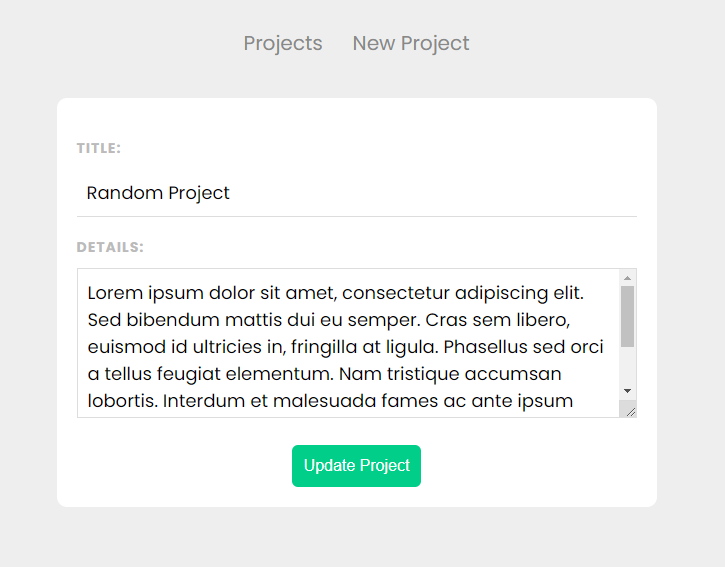 Projects New Project
TITLE:
Random Project
DETAILS:
Lorem ipsum dolor sit amet, consectetur adipiscing elit.
Sed bibendum mattis dui eu semper. Cras sem libero,
euismod id ultricies in, fringilla at ligula. Phasellus sed orci
a tellus feugiat elementum. Nam tristique accumsan
lobortis. Interdum et malesuada fames ac ante ipsum
Update Project